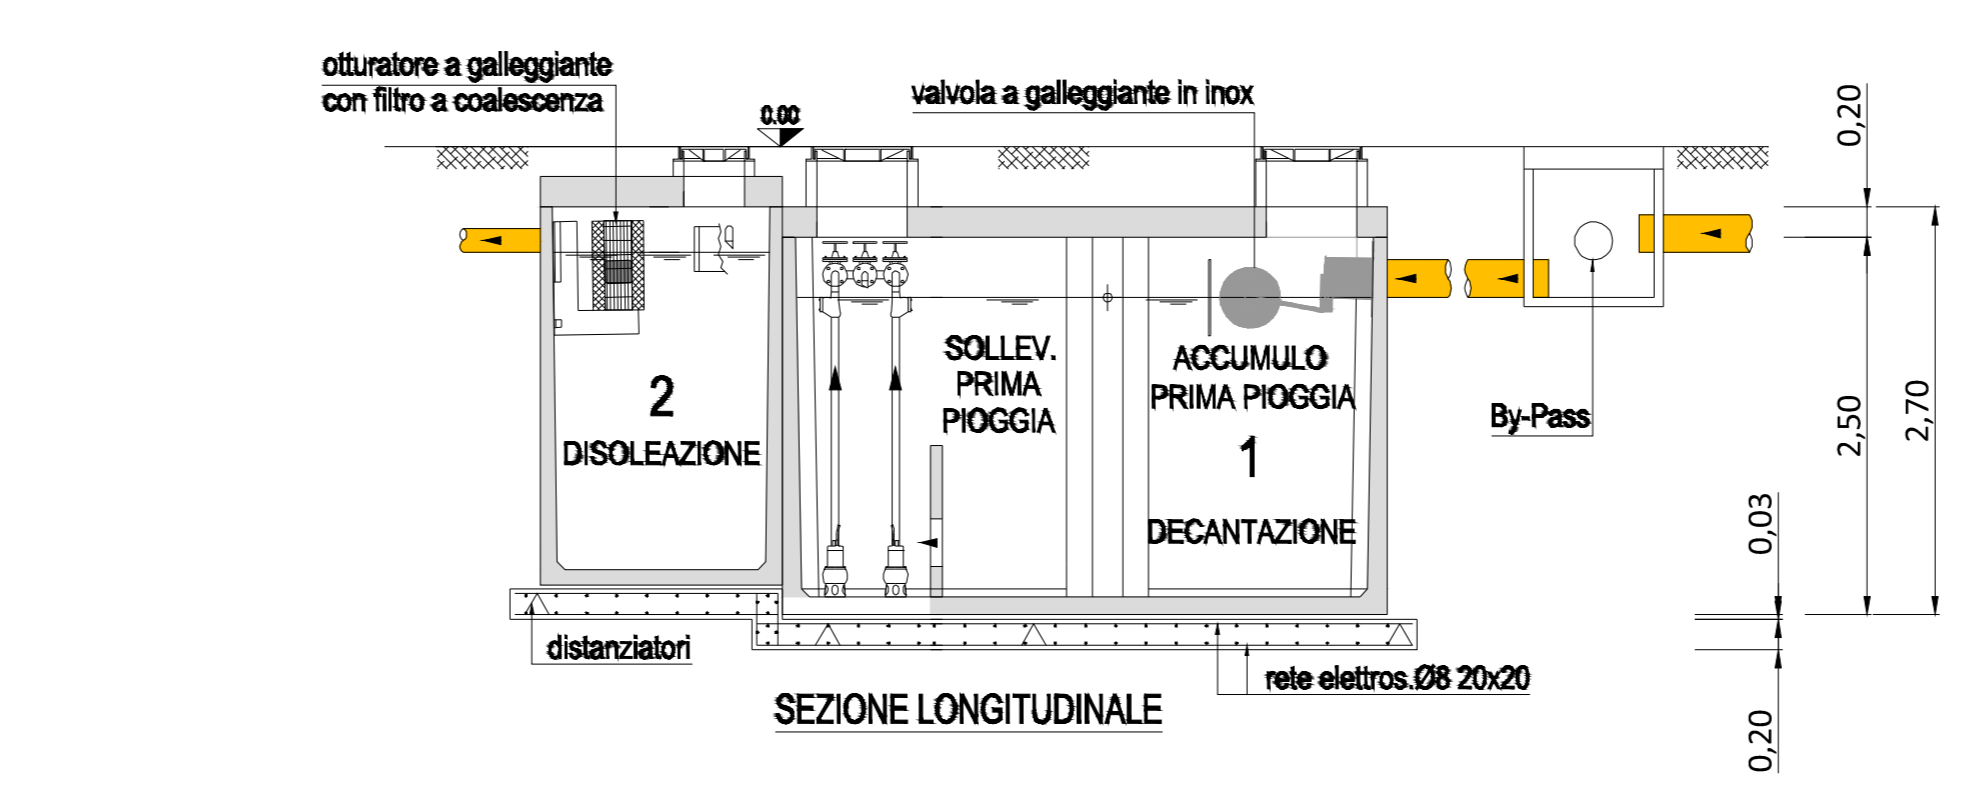 otturatore a galleggiante
con filtro a coalescenza
0.00
valvola a galleggiante in inox
0,20
SOLLEV.
PRIMA
PIOGGIA
ACCUMULO
PRIMA PIOGGIA
1
DECANTAZIONE
2
DISOLEAZIONE
By-Pass
2,50
2,70
0,03
distanziatori
rete elettros.Ø8 20x20
SEZIONE LONGITUDINALE
0,20